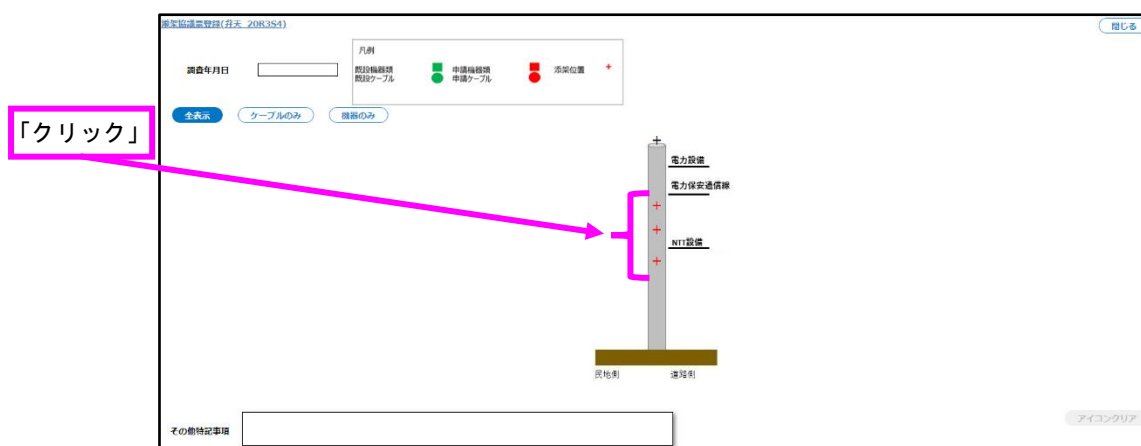 添架協議票登録(弁天 20R3S4)
閉じる
凡例
調査年月日
既設機器類
既設ケーブル
申請機器類
申請ケーブル
添架位置
全表示
ケーブルのみ
機器のみ
「クリック」
電力設備
電力保安通信線
NTT設備
民地側
道路側
その他特記事項
アイコンクリア